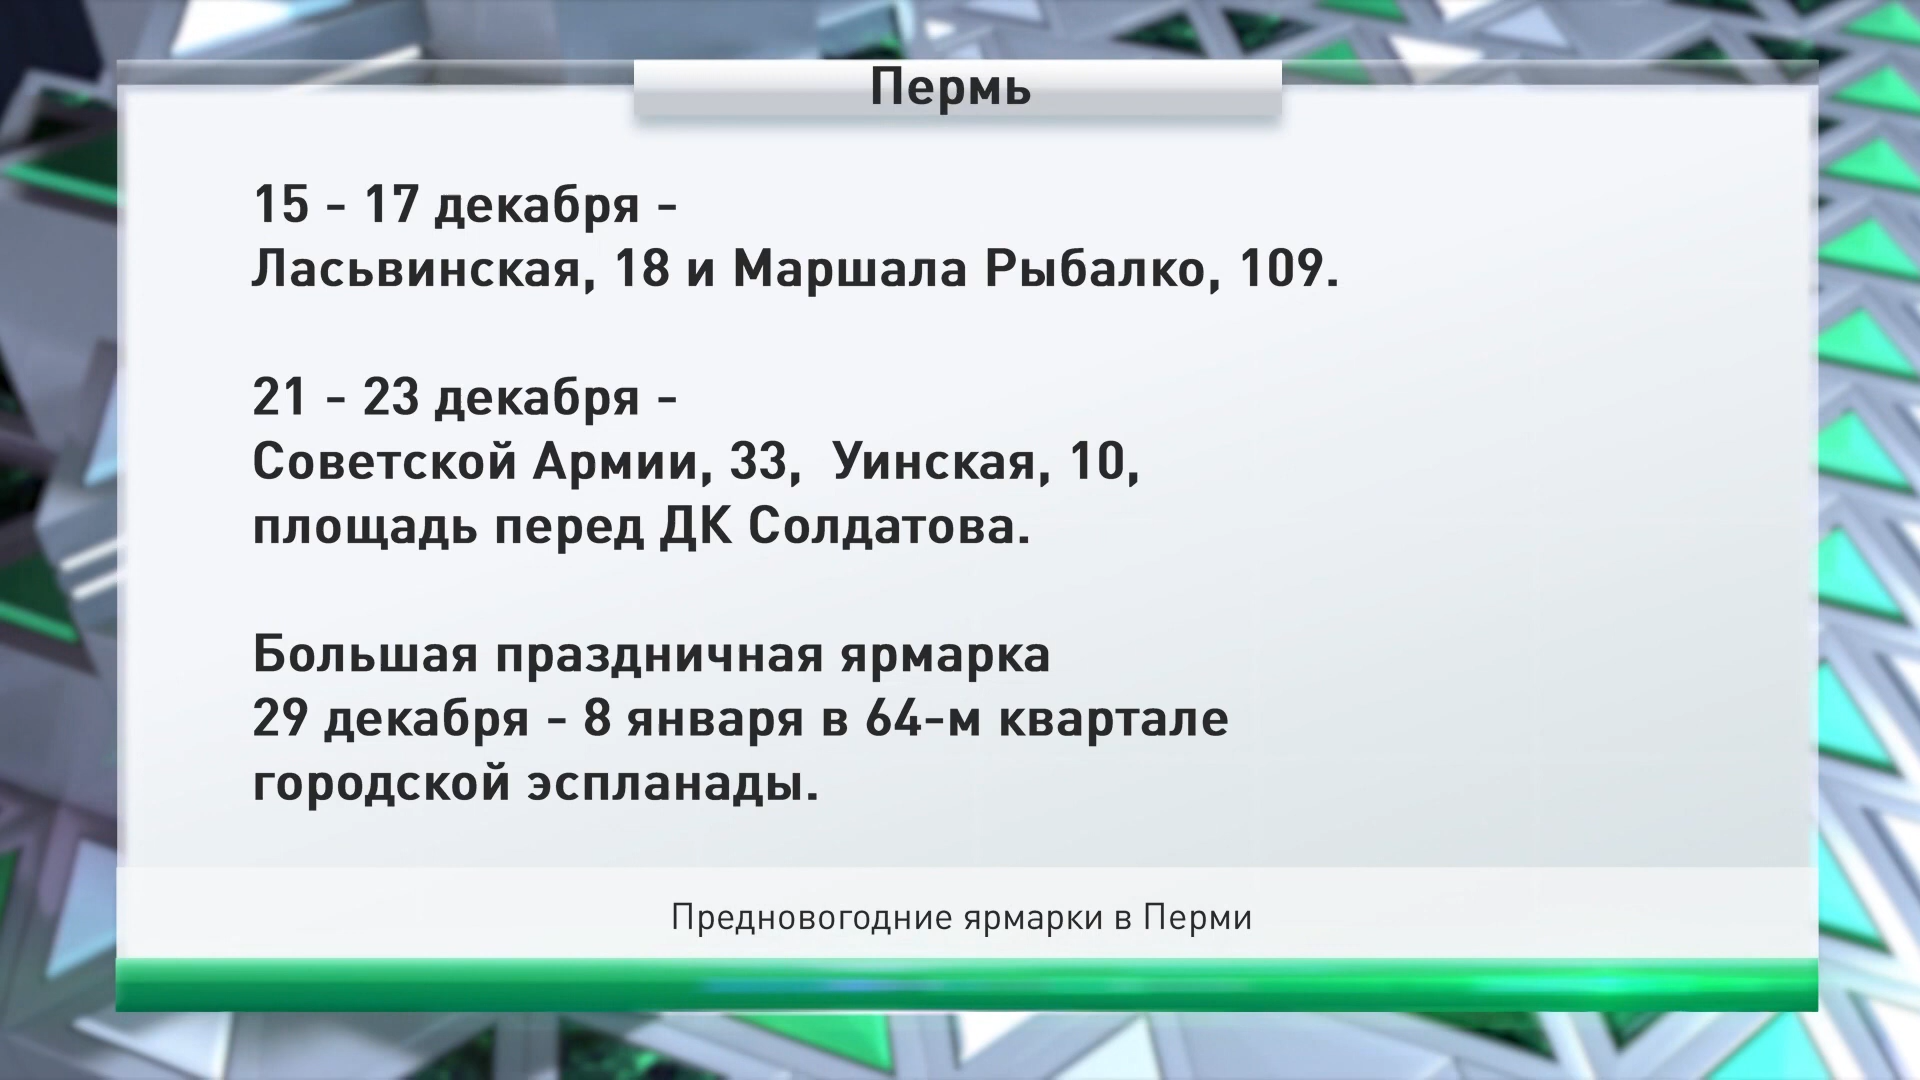 Пермь
15 - 17 декабря -
Ласьвинская, 18 и Маршала Рыбалко, 109.
21 - 23 декабря -
Советской Армии, 33,  Уинская, 10,
площадь перед ДК Солдатова.
Большая праздничная ярмарка
29 декабря - 8 января в 64-м квартале
городской эспланады.
Предновогодние ярмарки в Перми